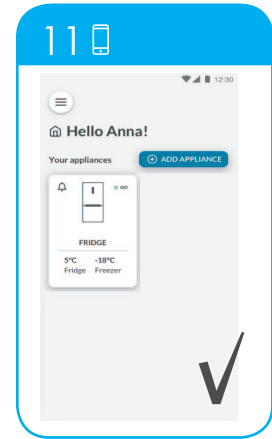 11
12:30
Hello Anna!
Your appliances
ADD APPLIANCE
on
FRIDGE
5°C -18°C
Fridge Freezer